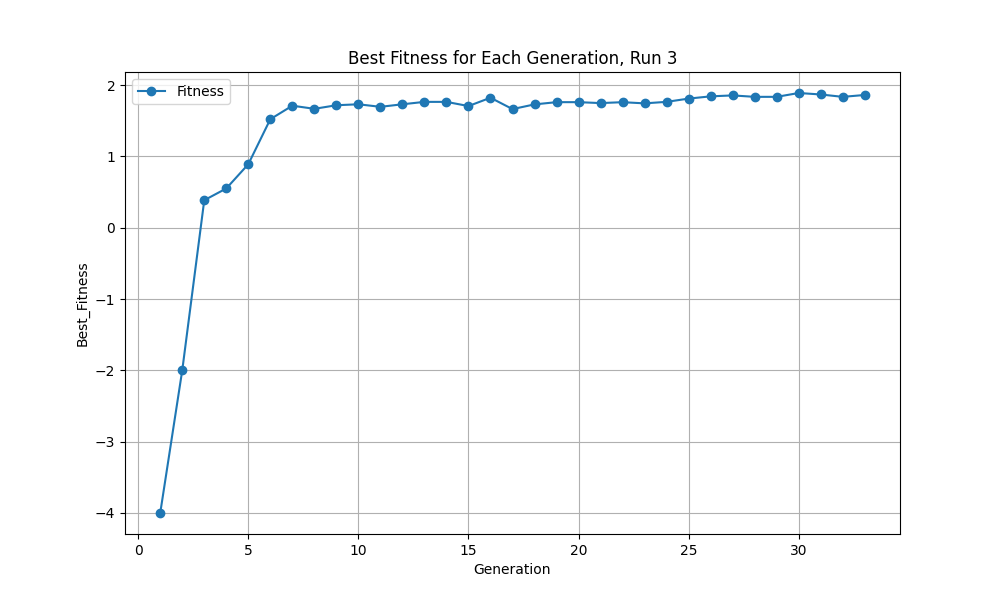 Best Fitness for Each Generation, Run 3
Fitness
2
1
0
−1
−2
−3
−4
Best_Fitness
0 5 10 15 20 25 30
Generation